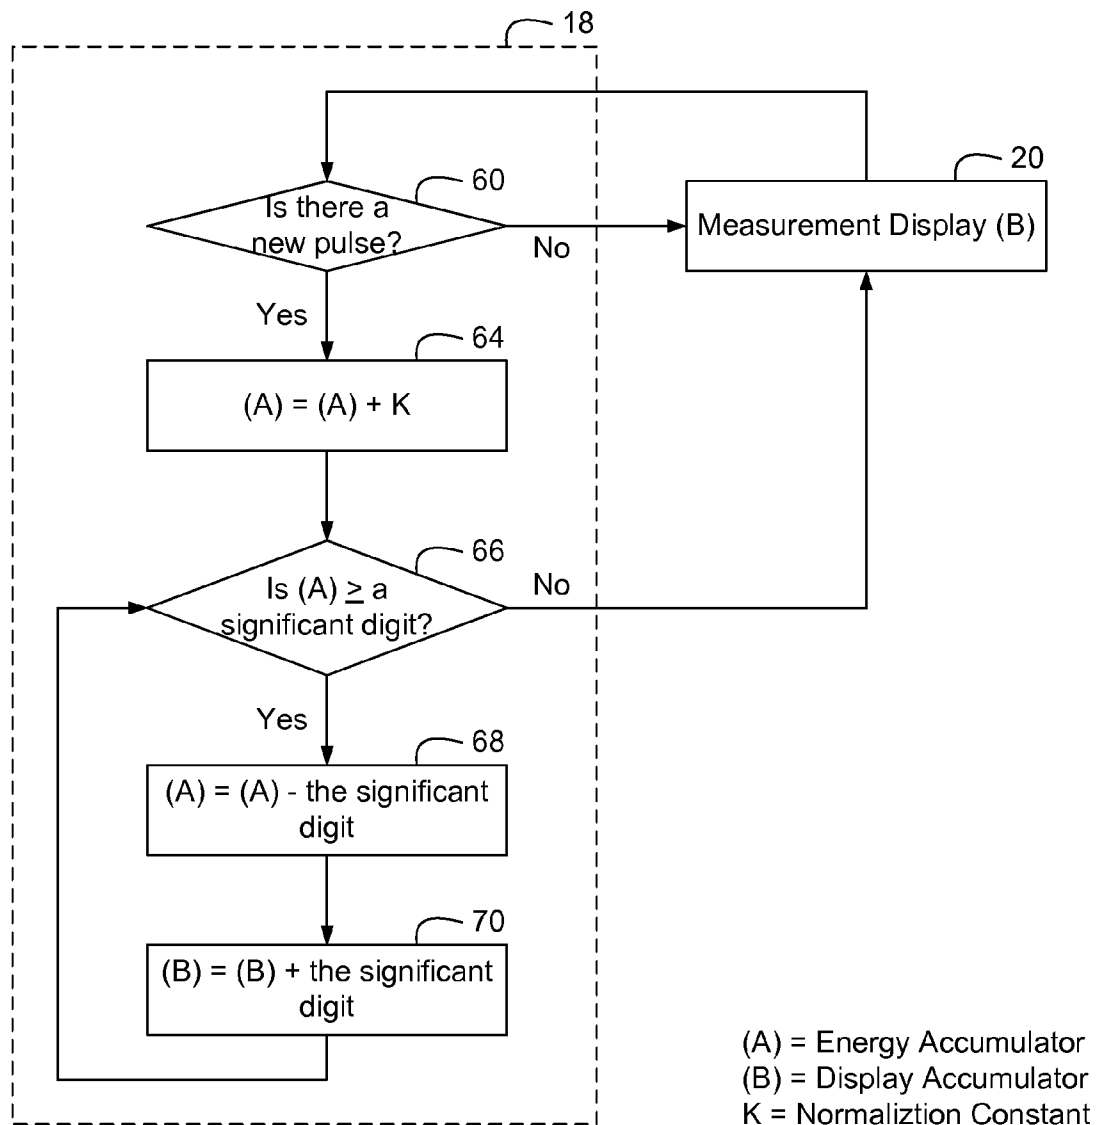 18
20
60
Is there a
new pulse?
Measurement Display (B)
No
Yes
64
(A) = (A) + K
66
Is (A) ≥ a
significant digit?
No
Yes
68
(A) = (A) - the significant
digit
70
(B) = (B) + the significant
digit
(A) = Energy Accumulator
(B) = Display Accumulator
K = Normaliztion Constant